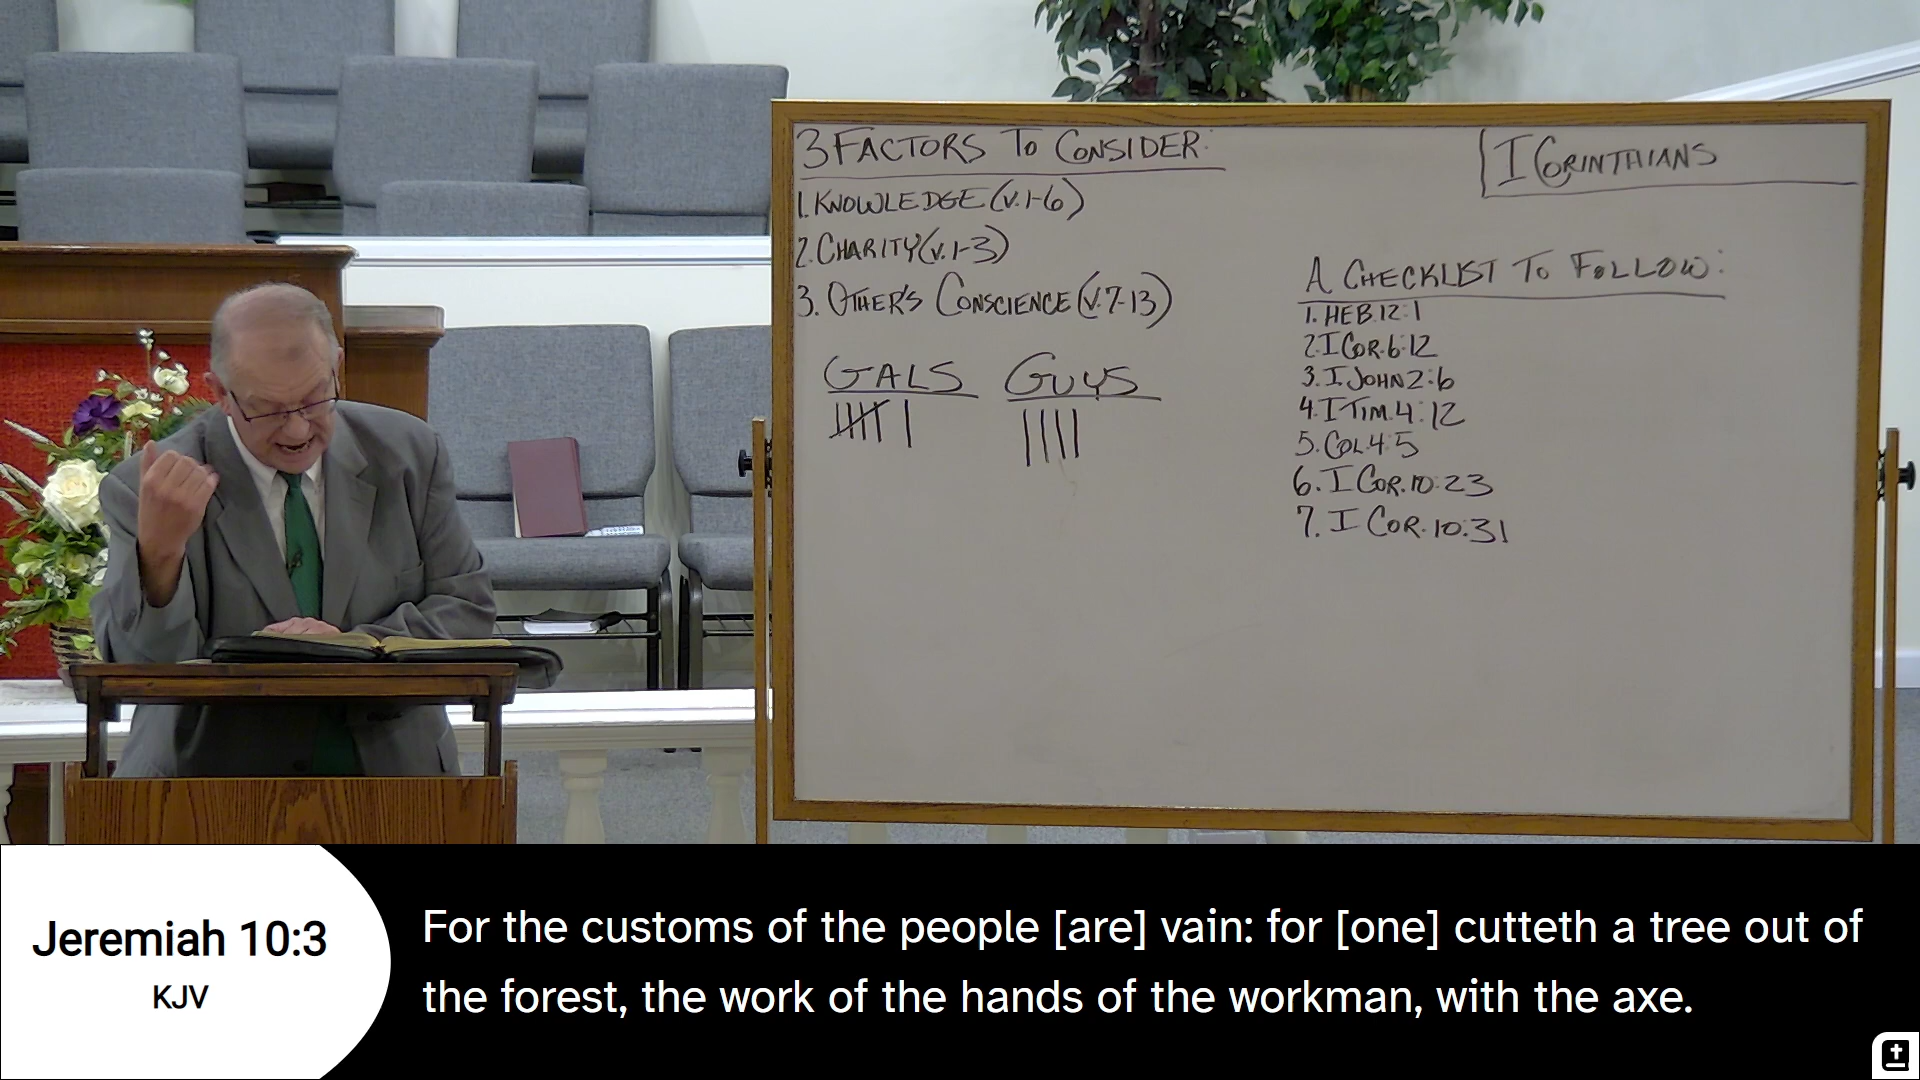 3 FACTORS TO CONSIDER:
1. KNOWLEDGE (V. 1-6)
2. CHARITY (V. 1-3)
3. OTHER'S CONSCIENCE (V. 7-13)
GALS GUYS
I CORINTHIANS
A CHECKLIST TO FOLLOW:
1. HEB. 12:1
2. I COR. 6:12
3. I JOHN 2:6
4. I TIM. 4:12
5. COL. 4:5
6. I COR. 10:23
7. I COR. 10:31
Jeremiah 10:3
KJV
For the customs of the people [are] vain: for [one] cutteth a tree out of
the forest, the work of the hands of the workman, with the axe.